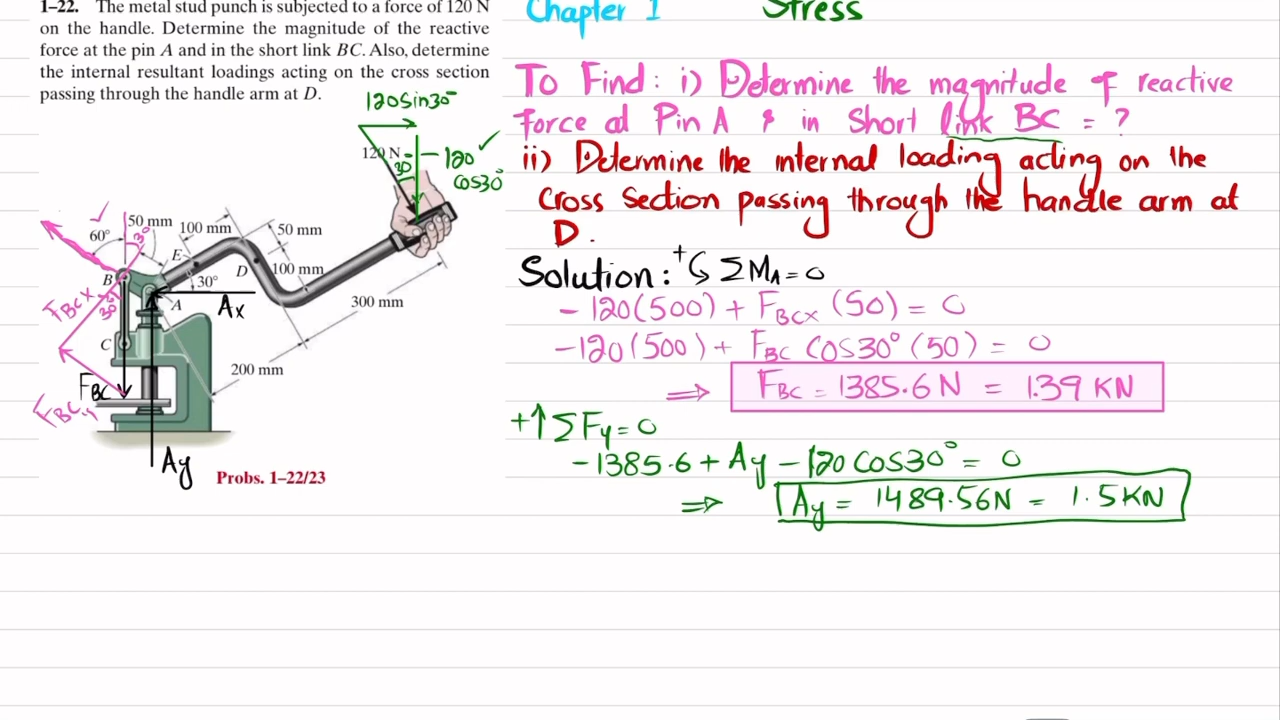 1–22. The metal stud punch is subjected to a force of 120 N
on the handle. Determine the magnitude of the reactive
force at the pin A and in the short link BC. Also, determine
the internal resultant loadings acting on the cross section
passing through the handle arm at D.
Chapter 1 Stress
To Find: i) Determine the magnitude of reactive
force at Pin A & in Short link BC = ?
ii) Determine the internal loading acting on the
Cross Section passing through the handle arm at
D.
Solution: + ↺ ΣMA = 0
- 120(500) + FBCx (50) = 0
-120(500) + FBC COS30° (50) = 0
⇒ FBC = 1385.6 N = 1.39 KN
+↑ ΣFy = 0
-1385.6 + Ay - 120 COS30° = 0
⇒ Ay = 1489.56N = 1.5KN
120Sin30°
120 N
30°
- 120 ✓
COS30°
60°
50 mm
30°
100 mm
50 mm
E
D
B
30°
100 mm
FBCx
30°
A
Ax
300 mm
C
200 mm
FBC
FBCy
Ay
Probs. 1–22/23